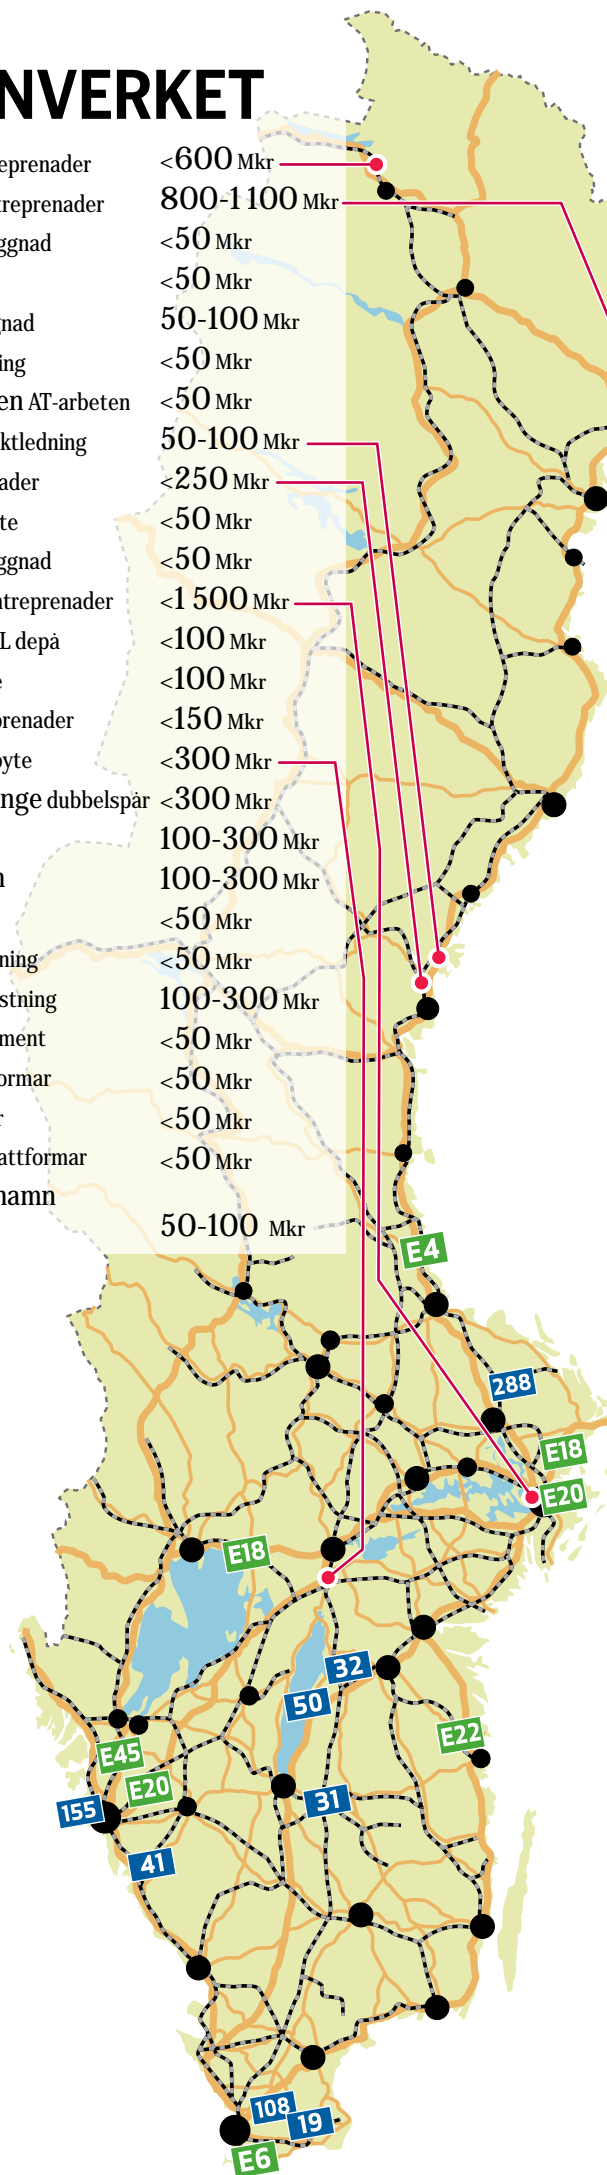 NVERKET
eprenader <600 Mkr
treprenader 800-1 100 Mkr
ggnad <50 Mkr
<50 Mkr
gnad 50-100 Mkr
ing <50 Mkr
en AT-arbeten <50 Mkr
ktledning 50-100 Mkr
ader <250 Mkr
te <50 Mkr
ggnad <50 Mkr
ntreprenader <1 500 Mkr
L depå <100 Mkr
e <100 Mkr
prenader <150 Mkr
byte <300 Mkr
nge dubbelspår <300 Mkr
100-300 Mkr
n 100-300 Mkr
<50 Mkr
ning <50 Mkr
stning 100-300 Mkr
ment <50 Mkr
ormar <50 Mkr
r <50 Mkr
attformar <50 Mkr
hamn
50-100 Mkr
E4
288
E18
E20
E18
32
50
E22
E45
E20
31
155
41
108
19
E6